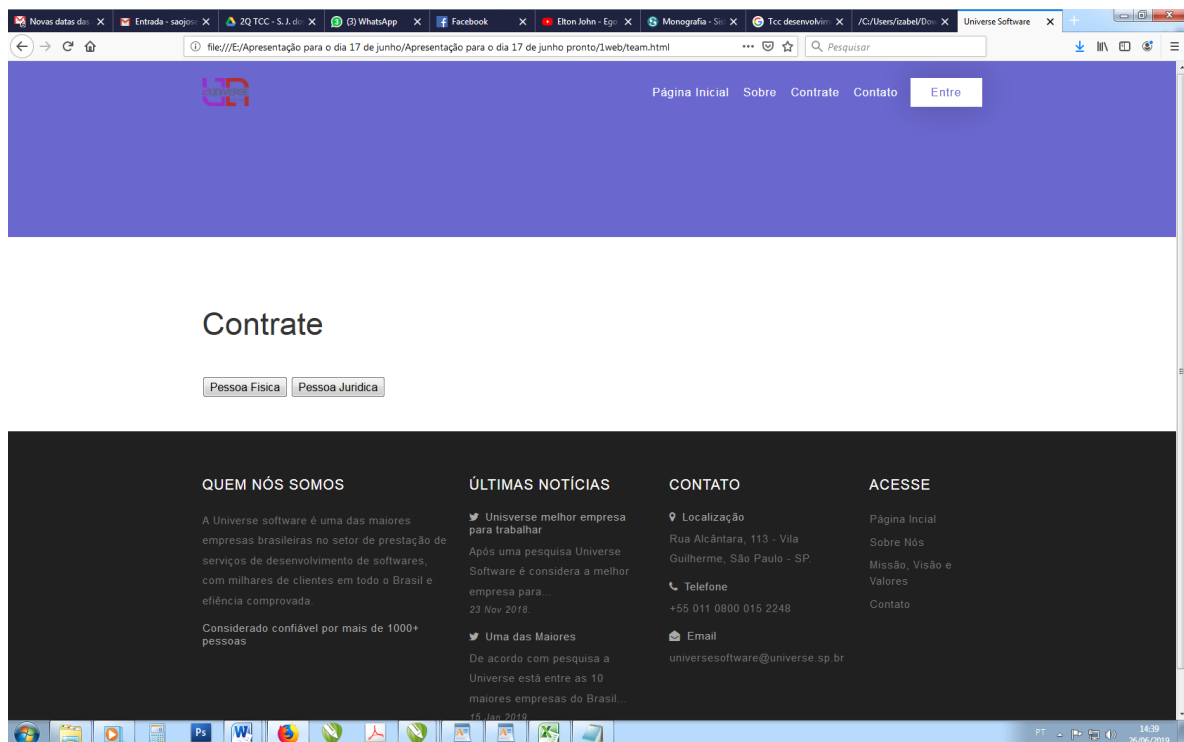 Novas datas das
Entrada - saojose
2Q TCC - S. J. do
(3) WhatsApp
Facebook
Elton John - Ego
Monografia - Sis
Tcc desenvolvim
/C:/Users/izabel/Dow
Universe Software
file:///E:/Apresentação para o dia 17 de junho/Apresentação para o dia 17 de junho pronto/1web/team.html
Pesquisar
UNIVERSE
Página Inicial Sobre Contrate Contato Entre
Contrate
Pessoa Fisica Pessoa Juridica
QUEM NÓS SOMOS
A Universe software é uma das maiores
empresas brasileiras no setor de prestação de
serviços de desenvolvimento de softwares,
com milhares de clientes em todo o Brasil e
efiência comprovada.
Considerado confiável por mais de 1000+
pessoas
ÚLTIMAS NOTÍCIAS
Unisverse melhor empresa
para trabalhar
Após uma pesquisa Universe
Software é considera a melhor
empresa para...
23 Nov 2018.
Uma das Maiores
De acordo com pesquisa a
Universe está entre as 10
maiores empresas do Brasil...
15 Jan 2019.
CONTATO
Localização
Rua Alcântara, 113 - Vila
Guilherme, São Paulo - SP.
Telefone
+55 011 0800 015 2248
Email
universesoftware@universe.sp.br
ACESSE
Página Incial
Sobre Nós
Missão, Visão e
Valores
Contato
Ps
PT
14:39
26/06/2019